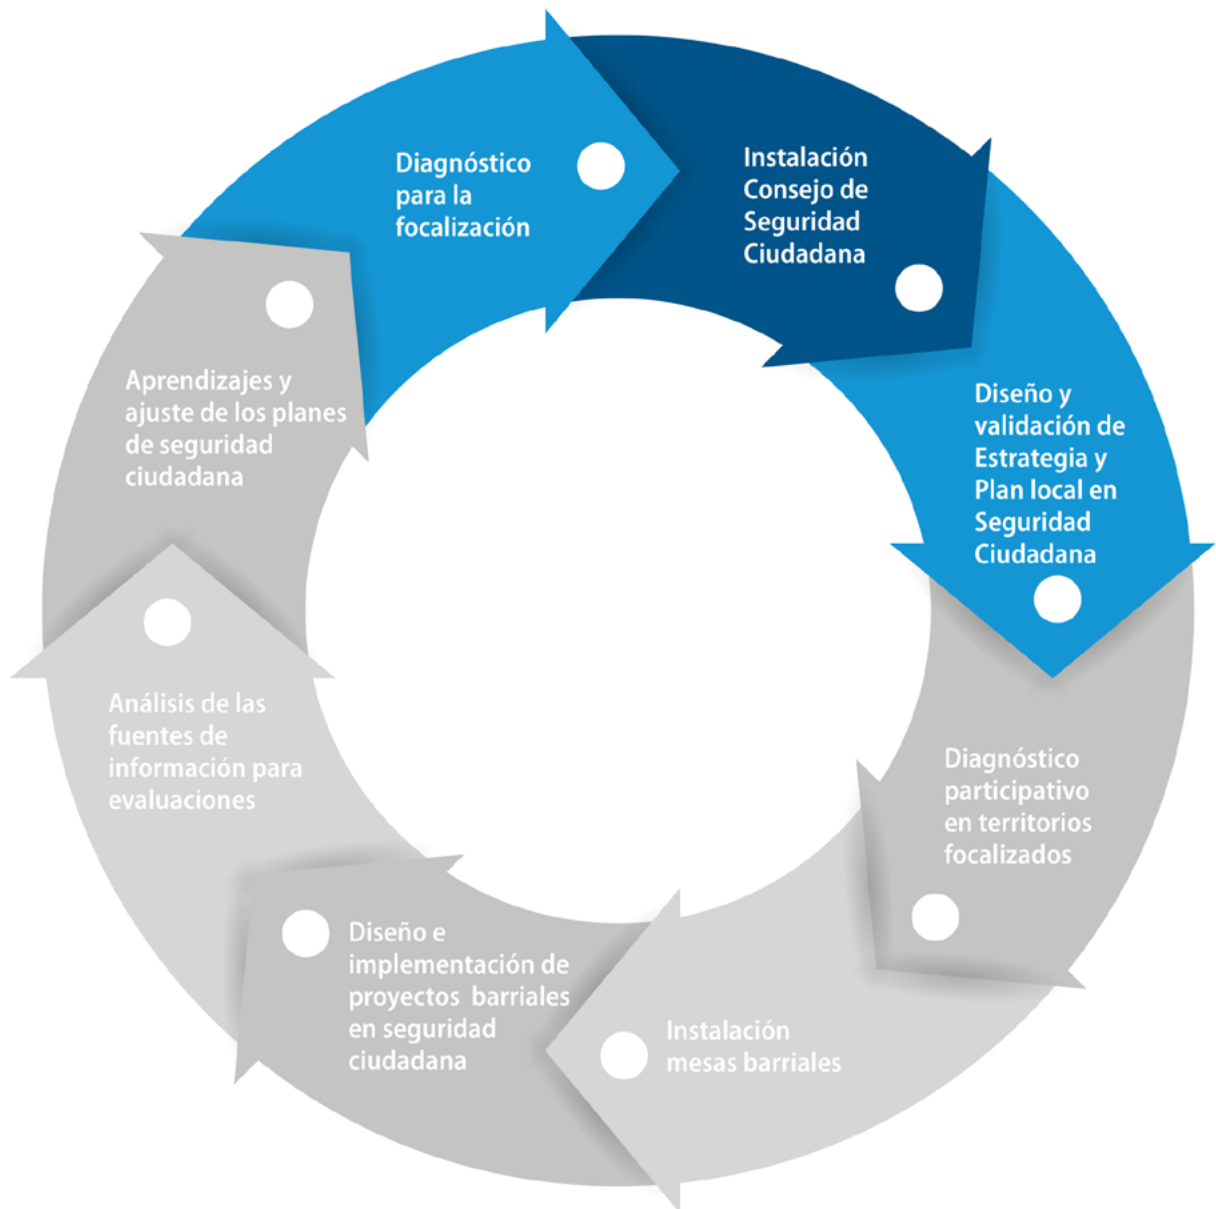 Diagnóstico
para la
focalización
Instalación
Consejo de
Seguridad
Ciudadana
Diseño y
validación de
Estrategia y
Plan local en
Seguridad
Ciudadana
Diagnóstico
participativo
en territorios
focalizados
Instalación
mesas barriales
Diseño e
implementación de
proyectos barriales
en seguridad
ciudadana
Análisis de las
fuentes de
información para
evaluaciones
Aprendizajes y
ajuste de los planes
de seguridad
ciudadana